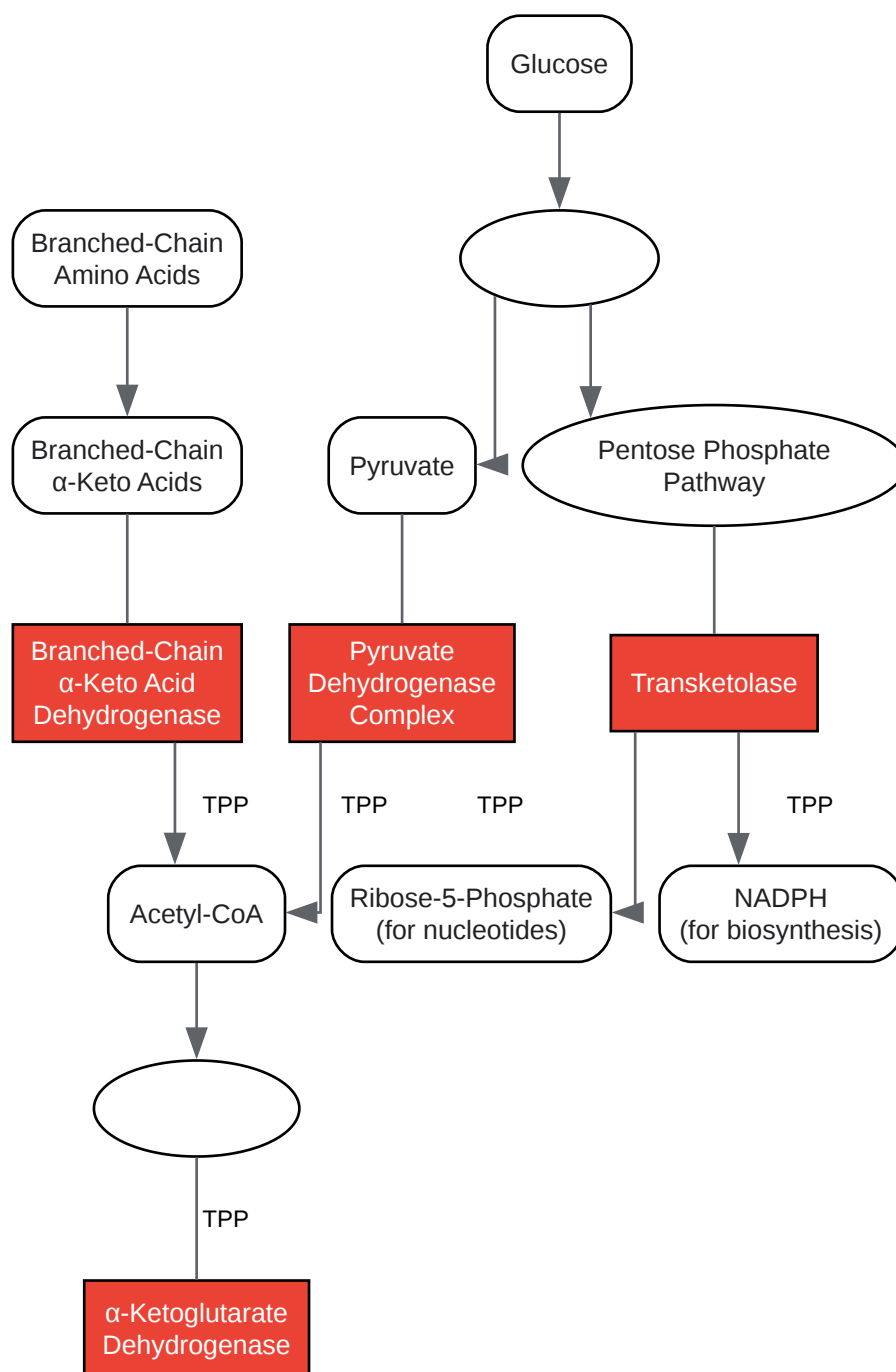 Glucose
Branched-Chain
Amino Acids
Branched-Chain
α-Keto Acids
Pyruvate
Pentose Phosphate
Pathway
Branched-Chain
α-Keto Acid
Dehydrogenase
Pyruvate
Dehydrogenase
Complex
Transketolase
TPP
TPP
TPP
TPP
Acetyl-CoA
Ribose-5-Phosphate
(for nucleotides)
NADPH
(for biosynthesis)
TPP
α-Ketoglutarate
Dehydrogenase